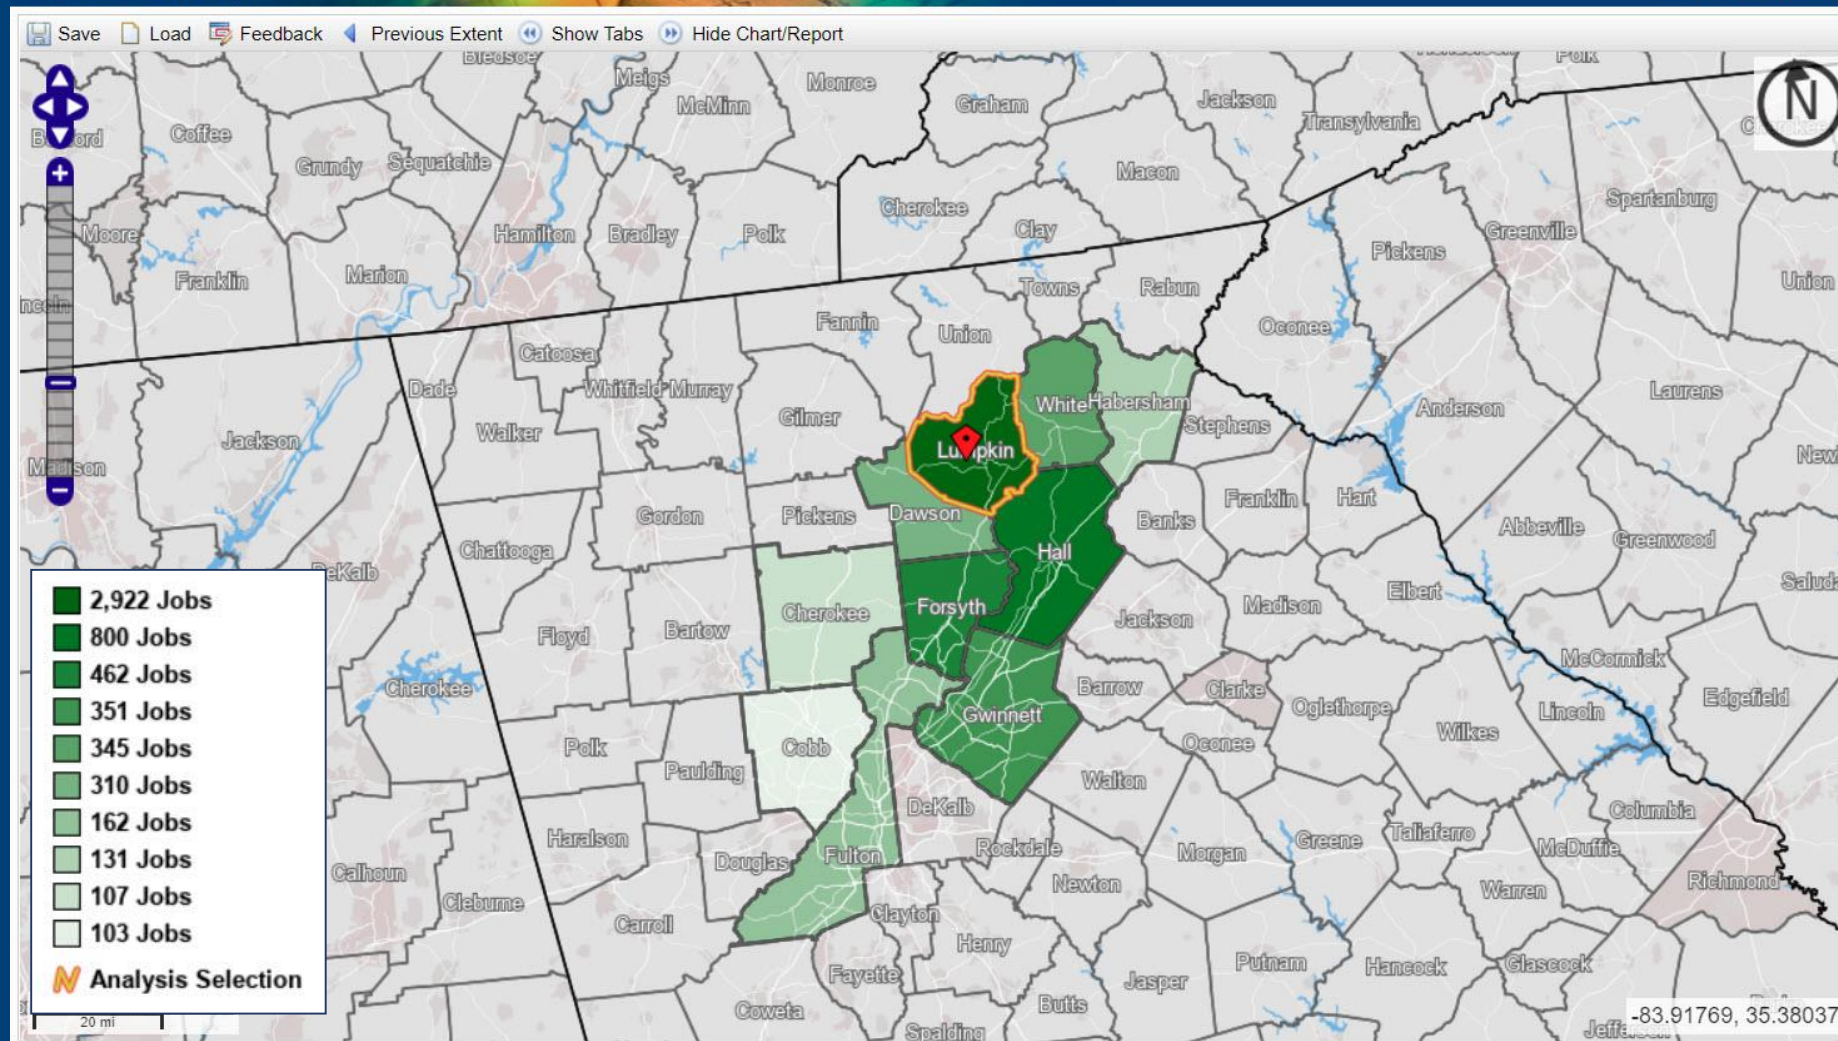 Save Load Feedback Previous Extent Show Tabs Hide Chart/Report
Bledsoe
Meigs
Monroe
Polk
McMinn
Graham
Jackson
Transylvania
Coffee
Grundy
Sequatchie
Macon
Spartanburg
Cherokee
Moore
Hamilton
Bradley
Polk
Clay
Greenville
Pickens
Franklin
Marion
Towns
Rabun
Union
Fannin
Union
Oconee
Catoosa
Dade
Whitfield
Murray
Laurens
Gilmer
White
Habersham
Anderson
Walker
Jackson
Stephens
Lumpkin
Madison
Franklin
Hart
Gordon
Pickens
Dawson
Banks
Abbeville
Greenwood
Chattooga
Hall
DeKalb
Elbert
Cherokee
Forsyth
Madison
Jackson
Floyd
Bartow
McCormick
Cherokee
Barrow
Clarke
Edgefield
Oglethorpe
Gwinnett
Lincoln
Wilkes
Polk
Cobb
Oconee
Paulding
Walton
DeKalb
Columbia
Haralson
Greene
Taliaferro
Rockdale
McDuffie
Fulton
Douglas
Morgan
Calhoun
Newton
Richmond
Warren
Cleburne
Clayton
Carroll
Henry
Putnam
Hancock
Glascock
Fayette
Jasper
Butts
Coweta
Spalding
N
2,922 Jobs
800 Jobs
462 Jobs
351 Jobs
345 Jobs
310 Jobs
162 Jobs
131 Jobs
107 Jobs
103 Jobs
Analysis Selection
20 mi
-83.91769, 35.38037